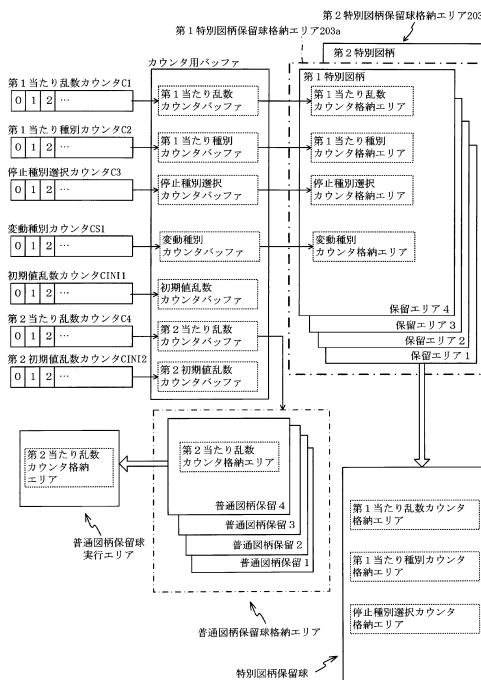 第２特別図柄保留球格納エリア203
第１特別図柄保留球格納エリア203a
第２特別図柄
カウンタ用バッファ
第１特別図柄
第１当たり乱数カウンタC1
0 1 2 …
第１当たり乱数
カウンタバッファ
第１当たり乱数
カウンタ格納エリア
第１当たり種別カウンタC2
0 1 2 …
第１当たり種別
カウンタバッファ
第１当たり種別
カウンタ格納エリア
停止種別選択カウンタC3
0 1 2 …
停止種別選択
カウンタバッファ
停止種別選択
カウンタ格納エリア
変動種別カウンタCS1
0 1 2 …
変動種別
カウンタバッファ
変動種別
カウンタ格納エリア
初期値乱数カウンタCINI1
0 1 2 …
初期値乱数
カウンタバッファ
第２当たり乱数カウンタC4
0 1 2 …
第２当たり乱数
カウンタバッファ
第２初期値乱数カウンタCINI2
0 1 2 …
第２初期値乱数
カウンタバッファ
保留エリア４
保留エリア３
保留エリア２
保留エリア１
第２当たり乱数
カウンタ格納
エリア
第２当たり乱数
カウンタ格納エリア
普通図柄保留４
普通図柄保留３
普通図柄保留２
普通図柄保留１
普通図柄保留球
実行エリア
普通図柄保留球格納エリア
第１当たり乱数カウンタ
格納エリア
第１当たり種別カウンタ
格納エリア
停止種別選択カウンタ
格納エリア
特別図柄保留球